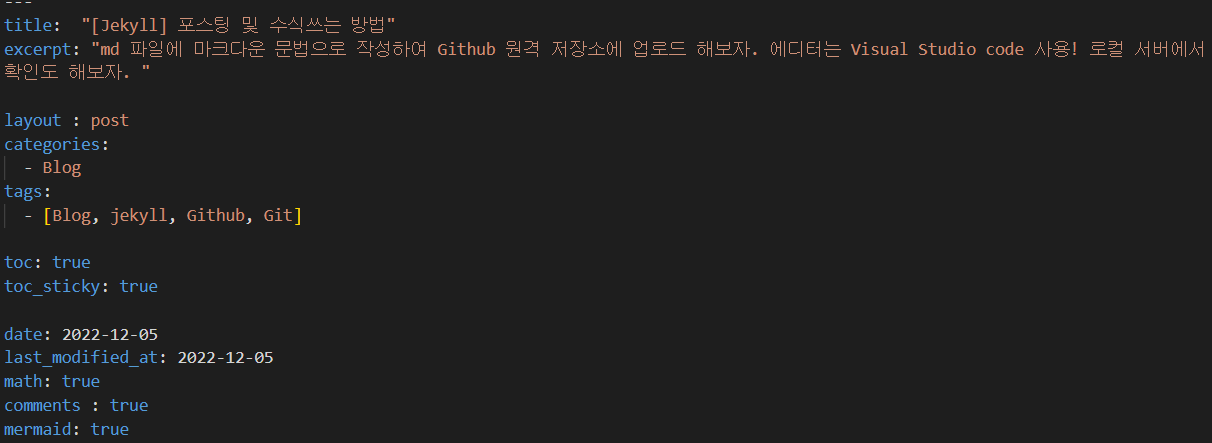 ---
title:  "[Jekyll] 포스팅 및 수식쓰는 방법"
excerpt: "md 파일에 마크다운 문법으로 작성하여 Github 원격 저장소에 업로드 해보자. 에디터는 Visual Studio code 사용! 로컬 서버에서
확인도 해보자. "
layout : post
categories:
  - Blog
tags:
  - [Blog, jekyll, Github, Git]
toc: true
toc_sticky: true
date: 2022-12-05
last_modified_at: 2022-12-05
math: true
comments : true
mermaid: true